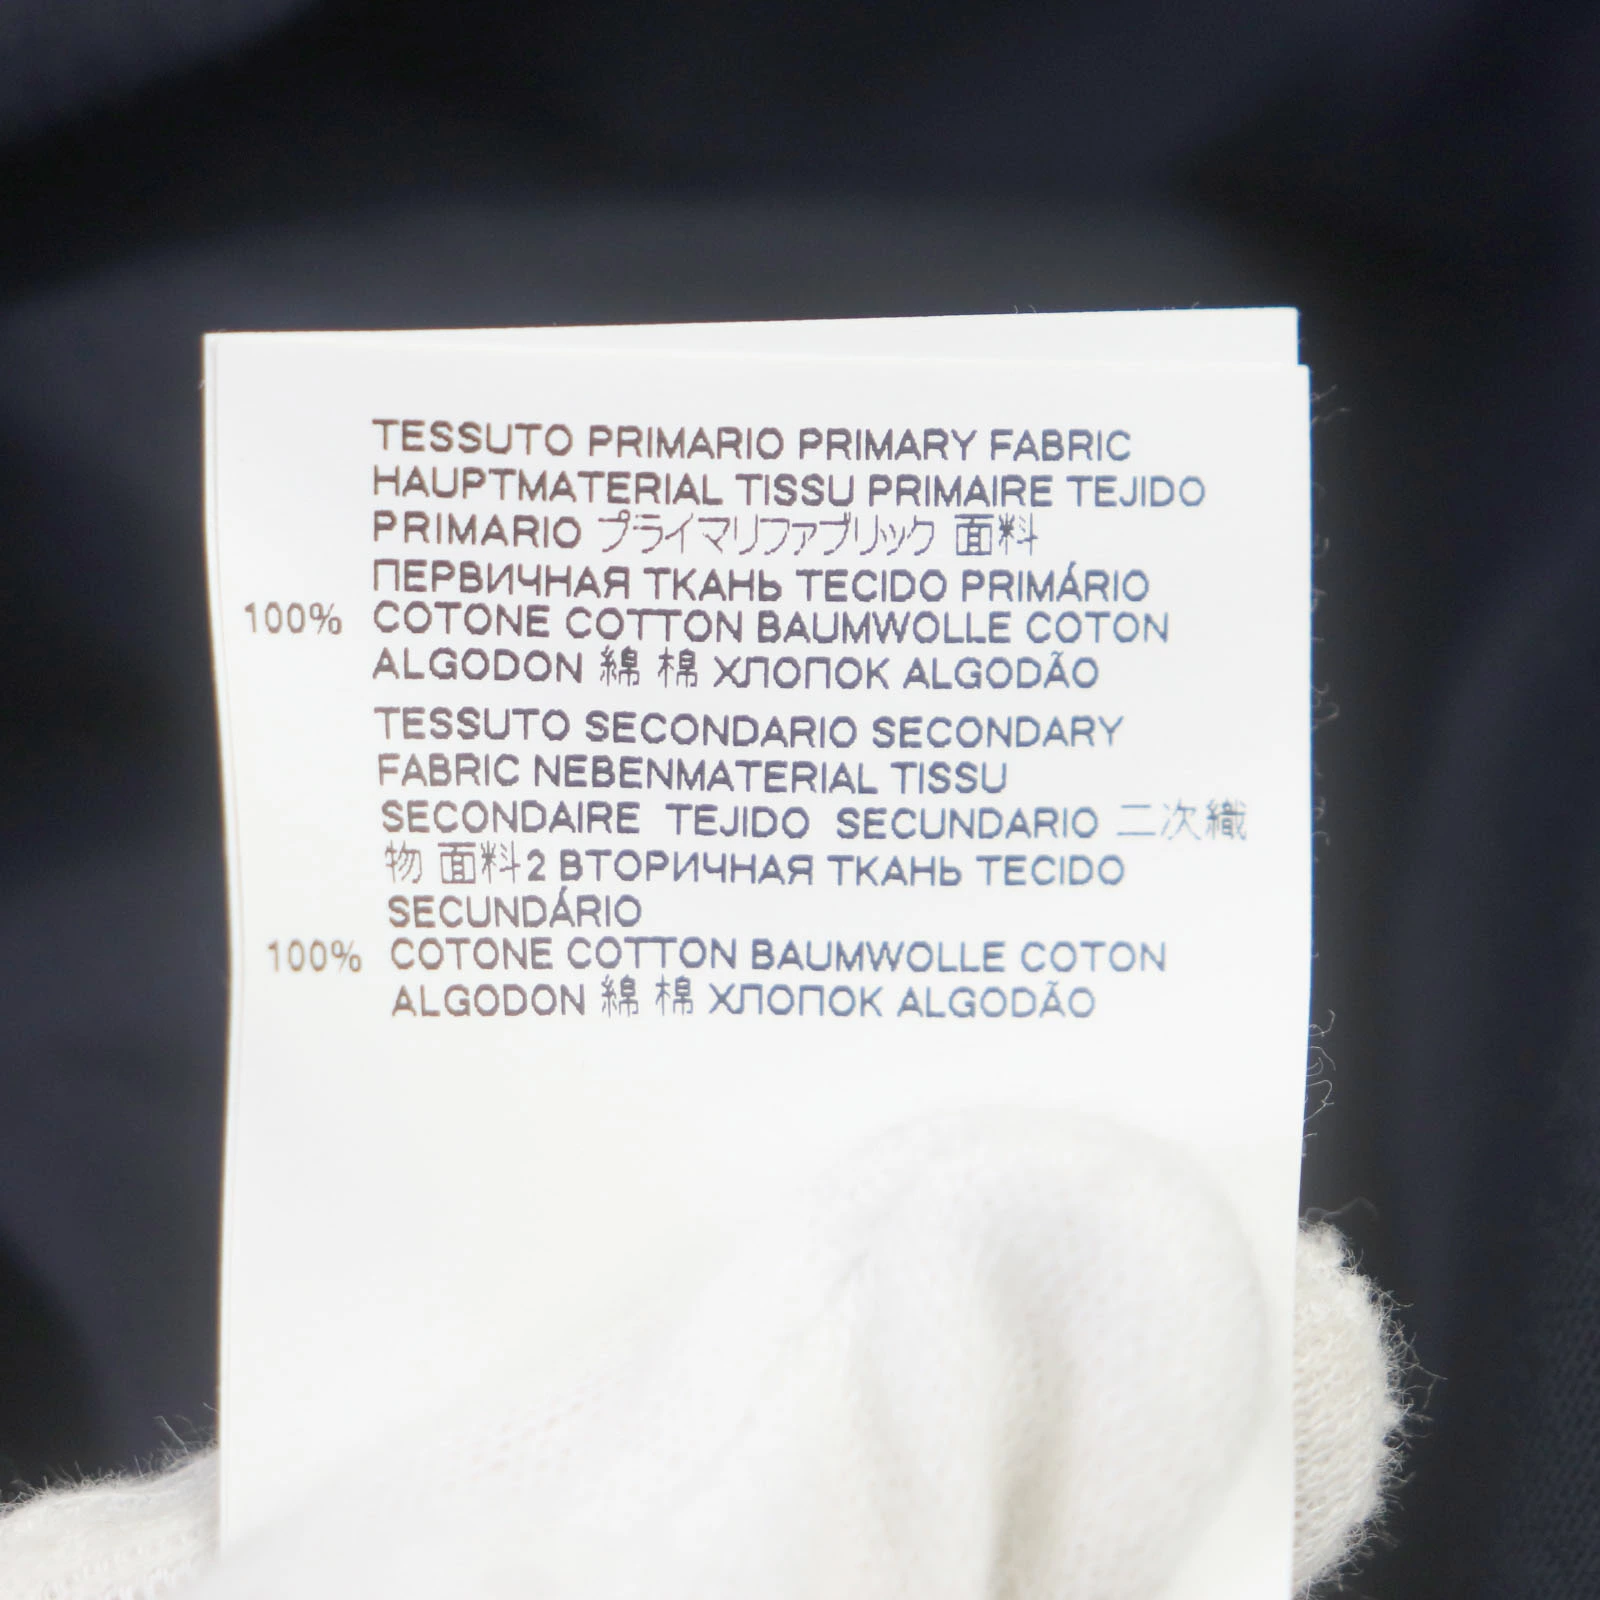 TESSUTO PRIMARIO PRIMARY FABRIC
HAUPTMATERIAL TISSU PRIMAIRE TEJIDO
PRIMARIO プライマリファブリック 面料
ПЕРВИЧНАЯ ТКАНЬ TECIDO PRIMÁRIO
100% COTONE COTTON BAUMWOLLE COTON
ALGODON 綿 棉 ХЛОПОК ALGODÃO
TESSUTO SECONDARIO SECONDARY
FABRIC NEBENMATERIAL TISSU
SECONDAIRE TEJIDO SECUNDARIO 二次織
物 面料2 ВТОРИЧНАЯ ТКАНЬ TECIDO
SECUNDÁRIO
100% COTONE COTTON BAUMWOLLE COTON
ALGODON 綿 棉 ХЛОПОК ALGODÃO